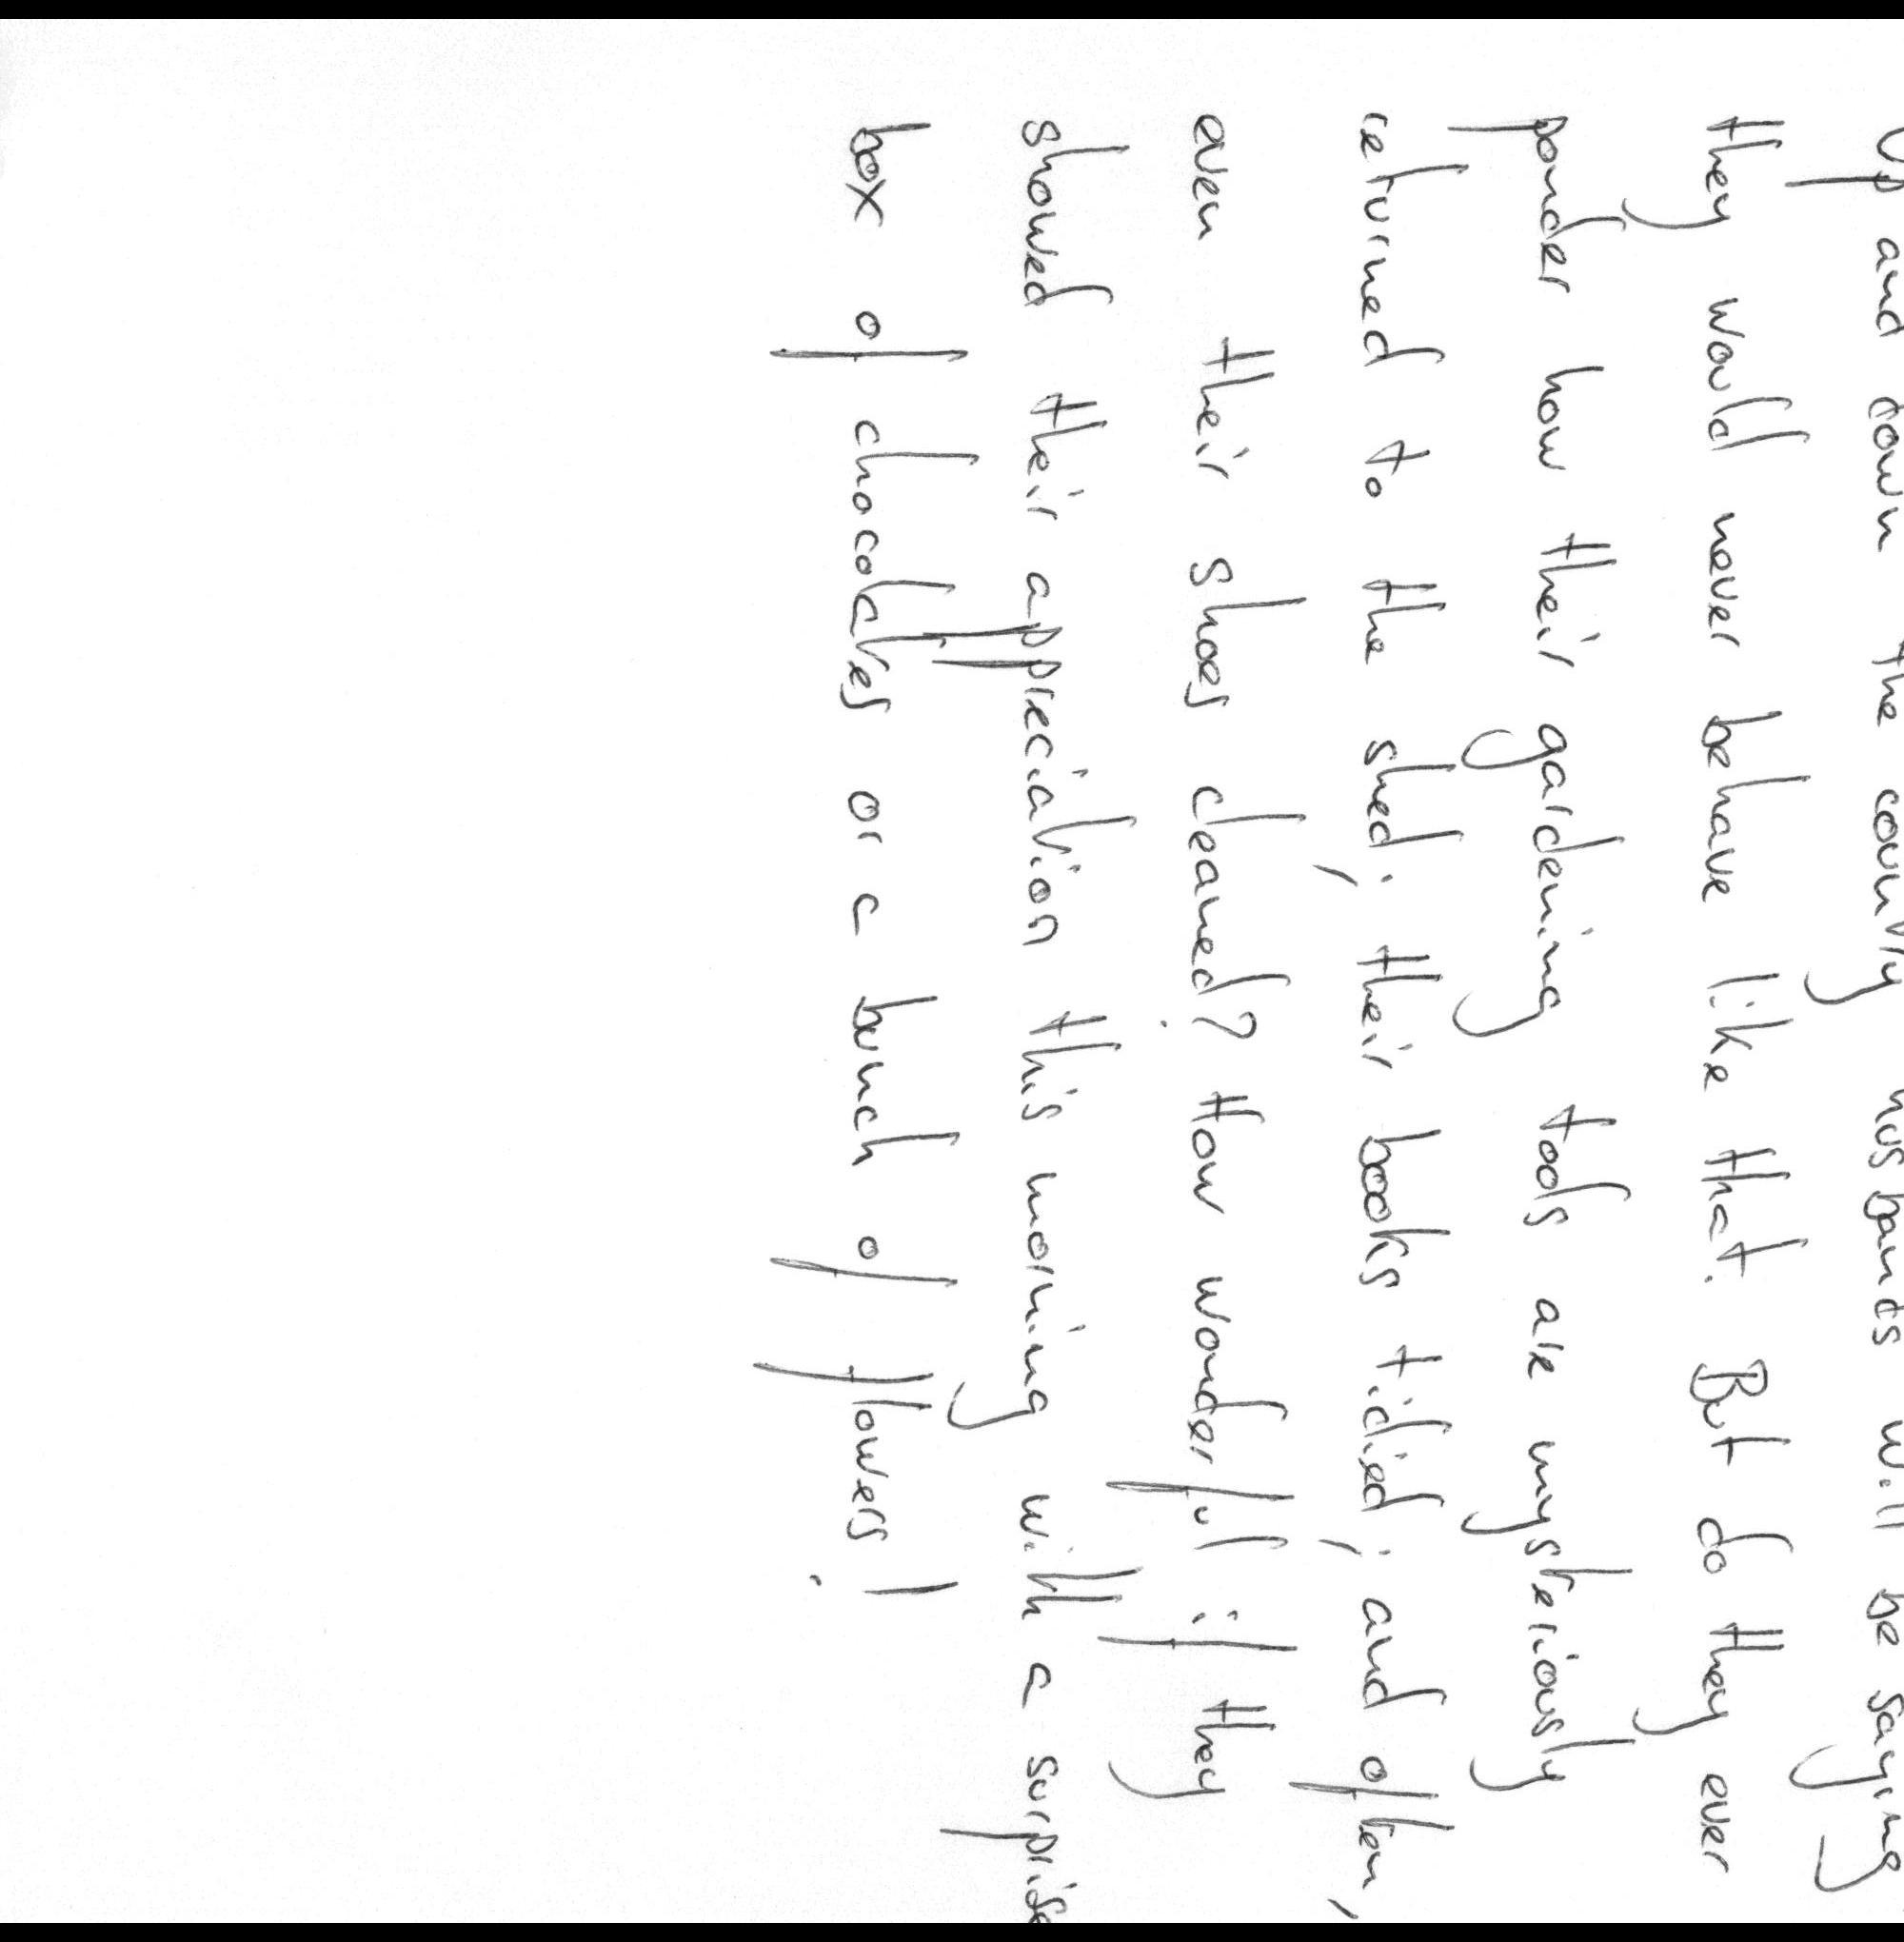 Up and down the country husbands will be saying
they would never behave like that. But do they ever
ponder how their gardening tools are mysteriously
returned to the shed; their books tidied; and often,
even their shoes cleaned? How wonderful if they
showed their appreciation this morning with a surprise
box of chocolates or a bunch of flowers!